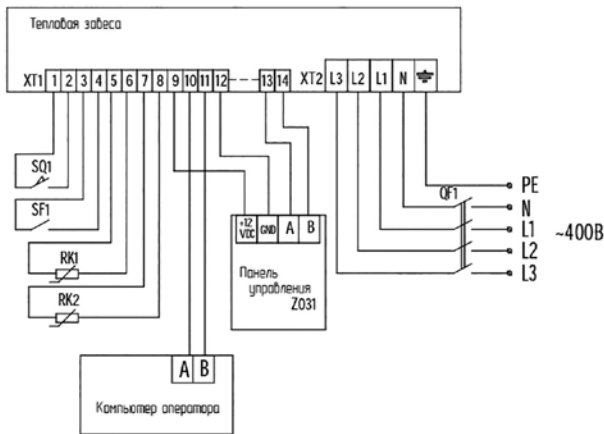 Тепловая завеса
XT1 1 2 3 4 5 6 7 8 9 10 11 12 13 14 XT2 L3 L2 L1 N
SQ1
SF1
RK1
RK2
QF1
PE
N
L1 ~400В
L2
L3
+12 VDC GND A B
Панель
управления
Z031
A B
Компьютер оператора